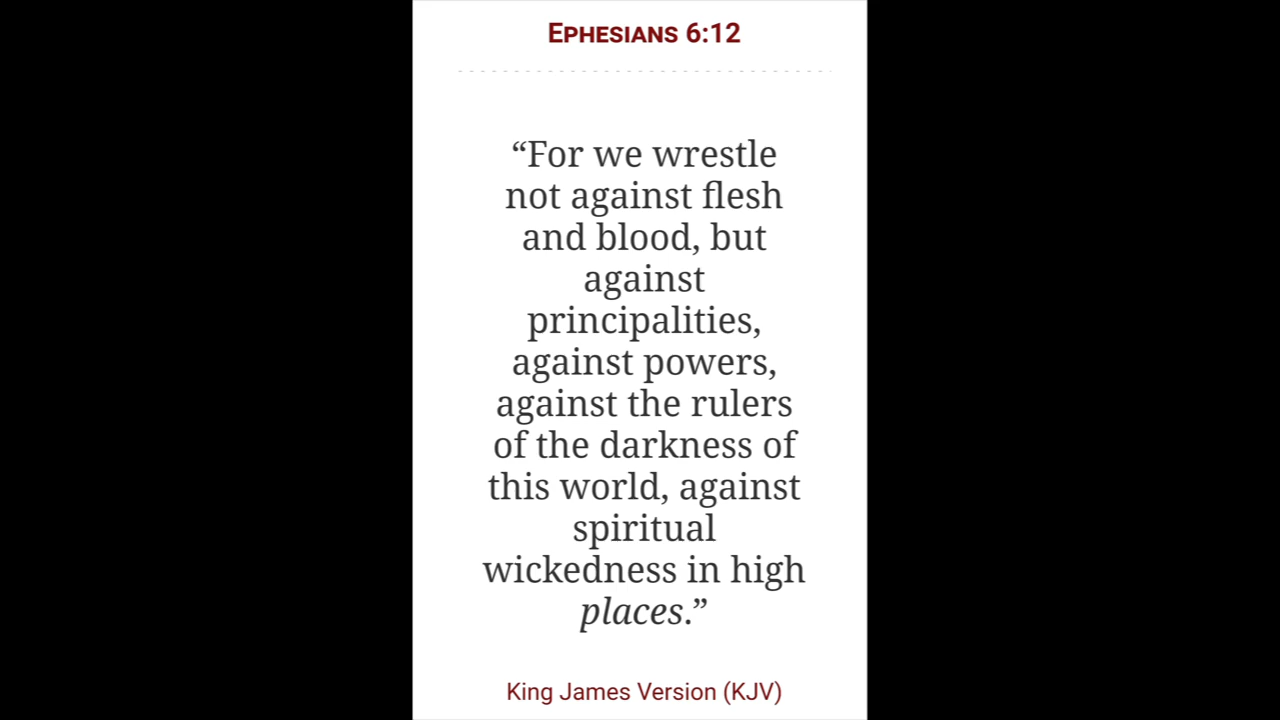 Ephesians 6:12
“For we wrestle
not against flesh
and blood, but
against
principalities,
against powers,
against the rulers
of the darkness of
this world, against
spiritual
wickedness in high
places.”
King James Version (KJV)